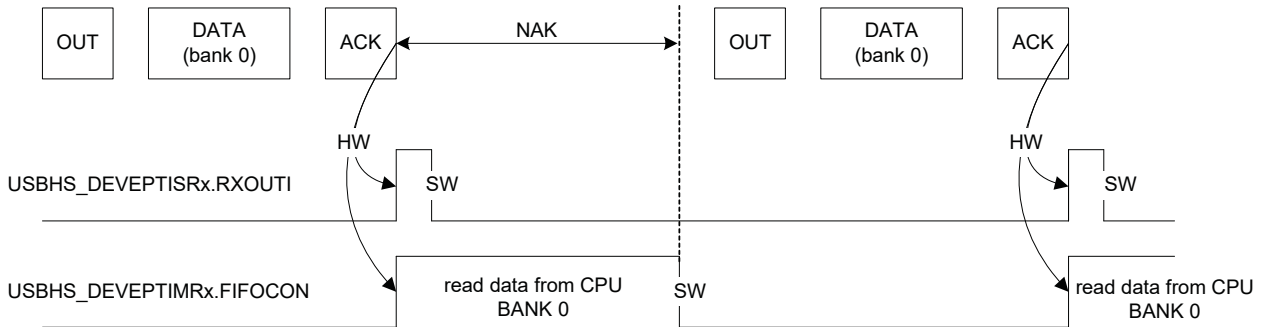 OUT
DATA
(bank 0)
ACK
NAK
OUT
DATA
(bank 0)
ACK
HW
HW
USBHS_DEVEPTISRx.RXOUTI
SW
SW
USBHS_DEVEPTIMRx.FIFOCON
read data from CPU
BANK 0
SW
read data from CPU
BANK 0